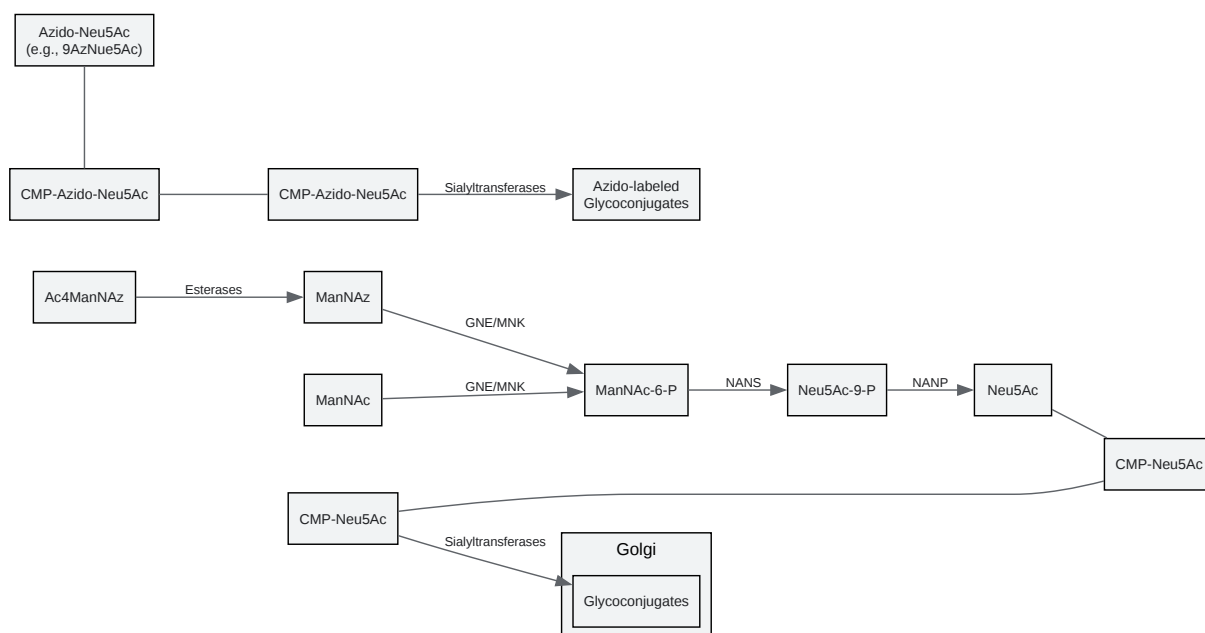 Azido-Neu5Ac
(e.g., 9AzNue5Ac)
CMP-Azido-Neu5Ac
CMP-Azido-Neu5Ac
Sialyltransferases
Azido-labeled
Glycoconjugates
Ac4ManNAz
Esterases
ManNAz
GNE/MNK
ManNAc
GNE/MNK
ManNAc-6-P
NANS
Neu5Ac-9-P
NANP
Neu5Ac
CMP-Neu5Ac
CMP-Neu5Ac
Sialyltransferases
Golgi
Glycoconjugates